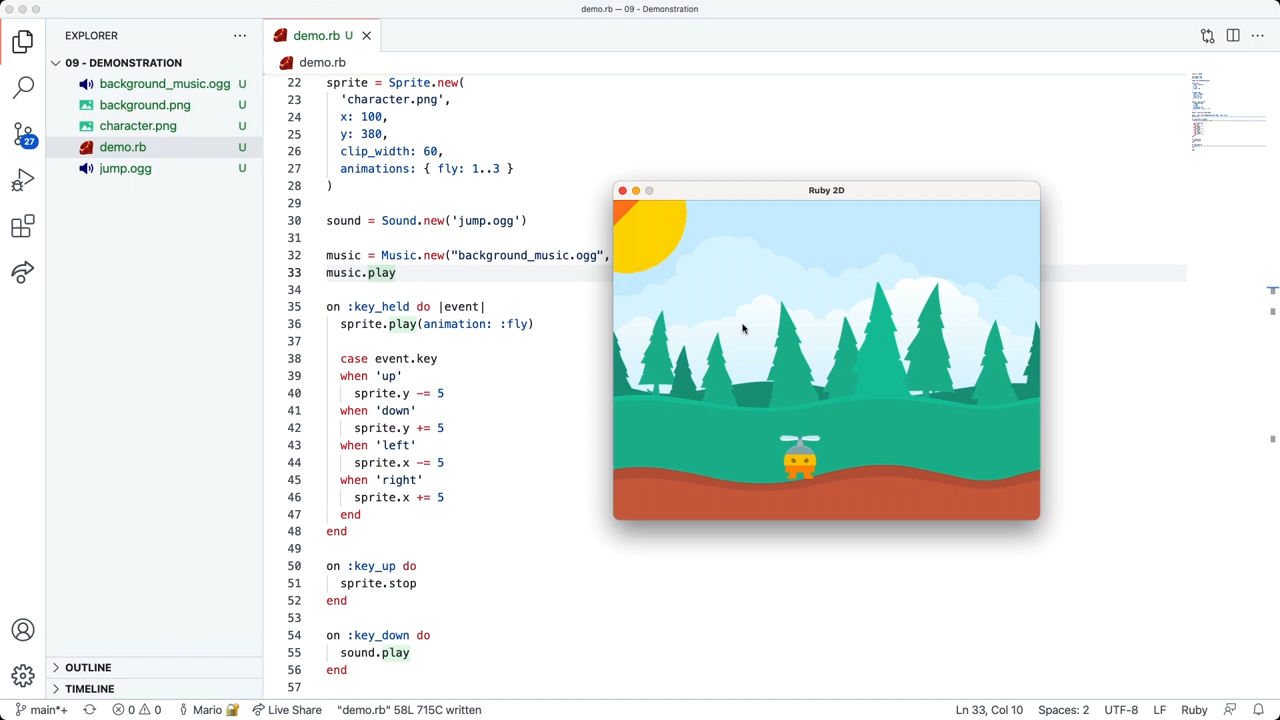 demo.rb — 09 - Demonstration
EXPLORER
09 - DEMONSTRATION
background_music.ogg U
background.png U
character.png U
demo.rb U
jump.ogg U
OUTLINE
TIMELINE
27
demo.rb U
demo.rb
22 sprite = Sprite.new(
23 'character.png',
24 x: 100,
25 y: 380,
26 clip_width: 60,
27 animations: { fly: 1..3 }
28 )
29
30 sound = Sound.new('jump.ogg')
31
32 music = Music.new("background_music.ogg",
33 music.play
34
35 on :key_held do |event|
36 sprite.play(animation: :fly)
37
38 case event.key
39 when 'up'
40 sprite.y -= 5
41 when 'down'
42 sprite.y += 5
43 when 'left'
44 sprite.x -= 5
45 when 'right'
46 sprite.x += 5
47 end
48 end
49
50 on :key_up do
51 sprite.stop
52 end
53
54 on :key_down do
55 sound.play
56 end
57
Ruby 2D
main*+ 0 0 Mario Live Share "demo.rb" 58L 715C written Ln 33, Col 10 Spaces: 2 UTF-8 LF Ruby